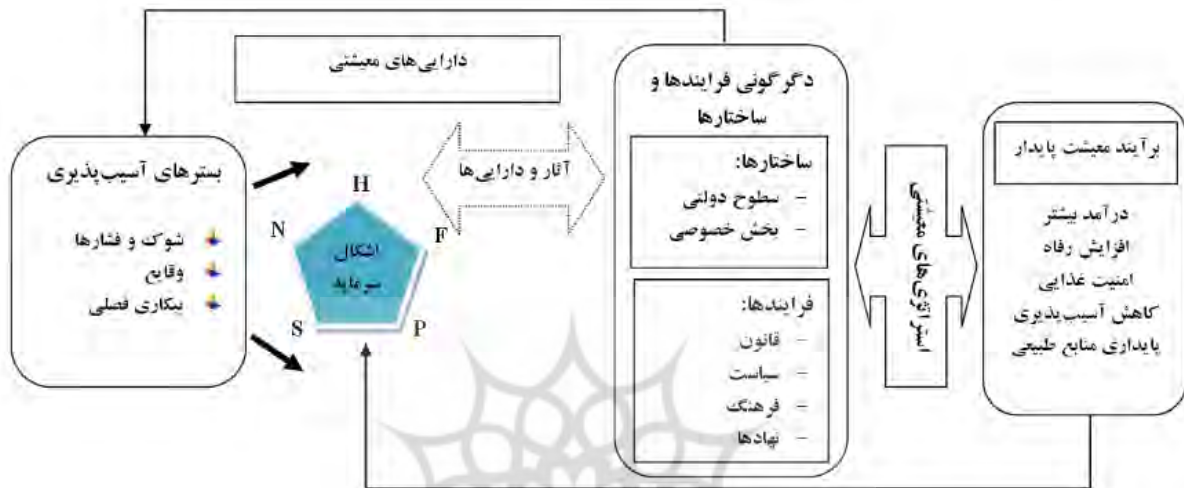 دارایی‌های معیشتی
بسترهای آسیب‌پذیری
شوک و فشارها
وقایع
بیکاری فصلی
H
N
F
S
P
اشکال
سرمایه
آثار و دارایی‌ها
دگرگونی فرایندها و
ساختارها
ساختارها:
– سطوح دولتی
– بخش خصوصی
فرایندها:
– قانون
– سیاست
– فرهنگ
– نهادها
استراتژی‌های معیشتی
برآیند معیشت پایدار
درآمد بیشتر
افزایش رفاه
امنیت غذایی
کاهش آسیب‌پذیری
پایداری منابع طبیعی